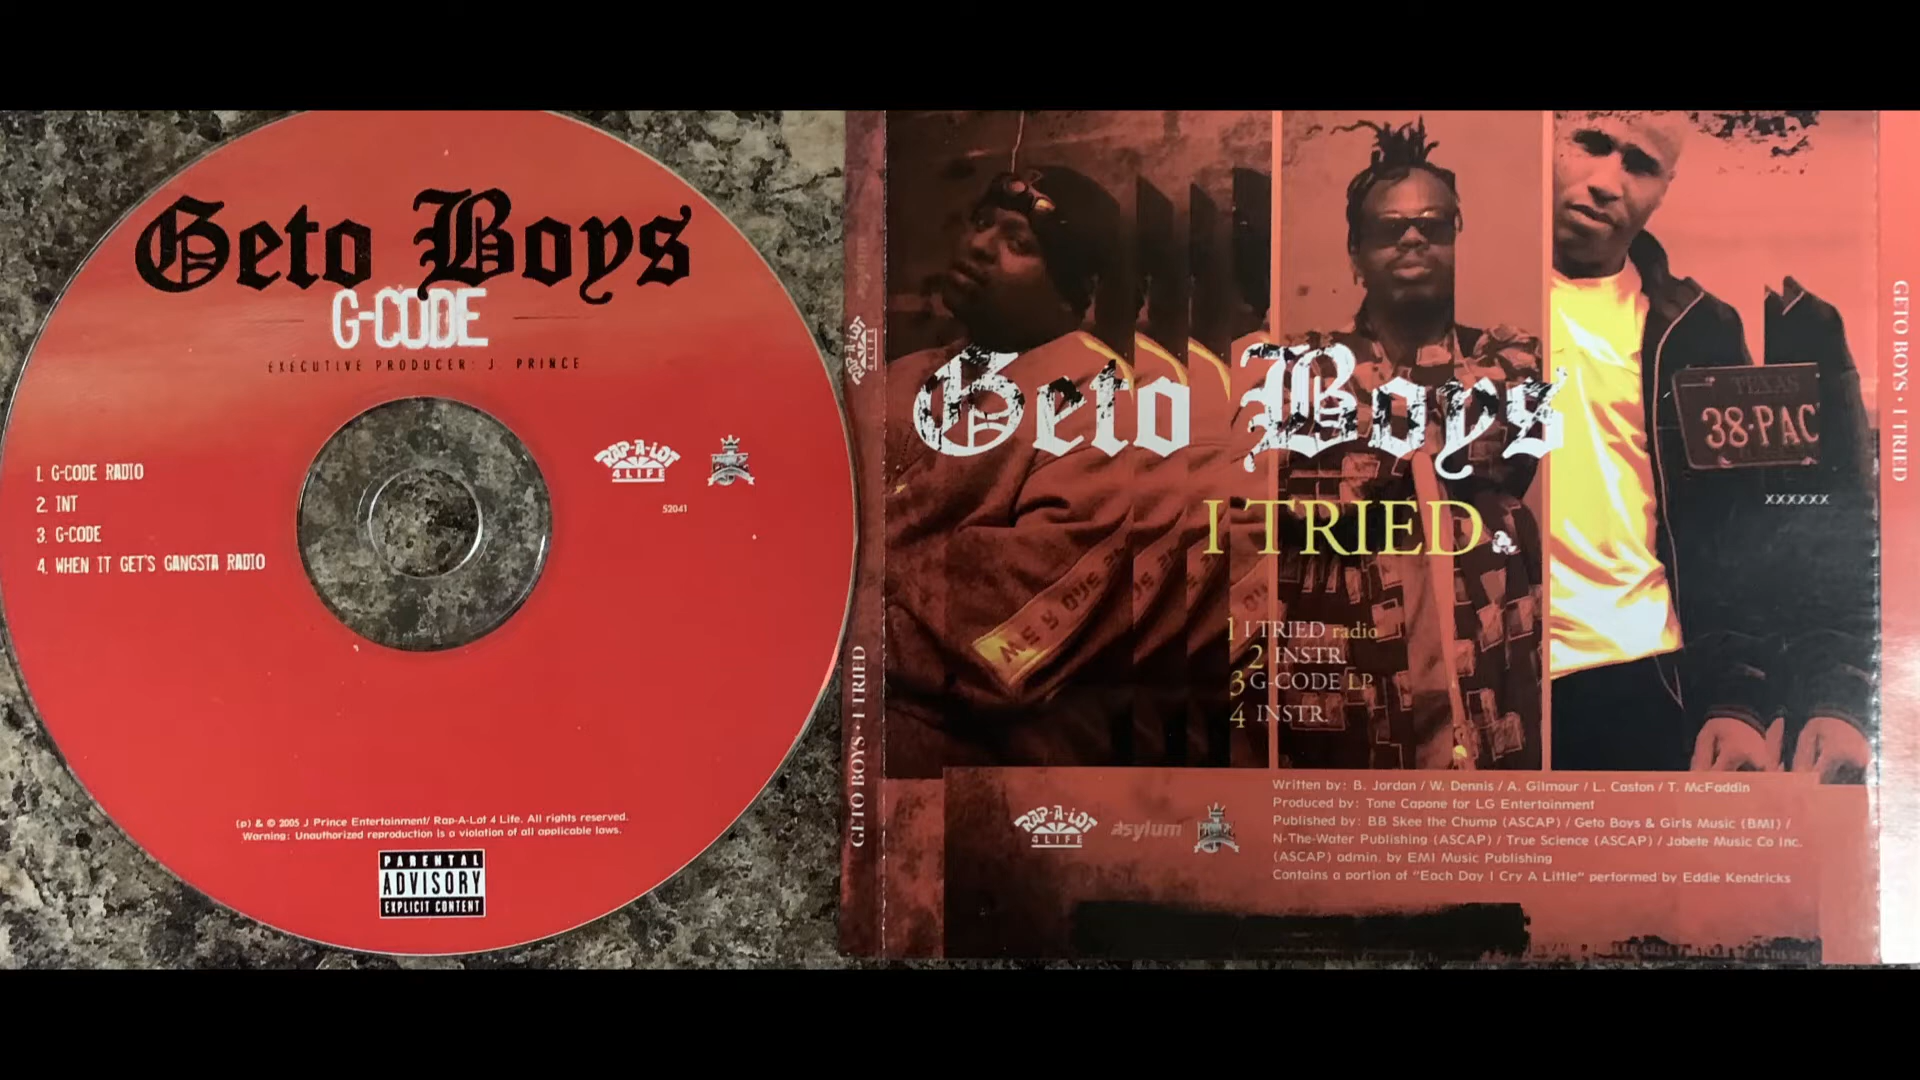 Geto Boys
G-CODE
EXECUTIVE PRODUCER: J. PRINCE
1. G-CODE RADIO
2. INT
3. G-CODE
4. WHEN IT GET'S GANGSTA RADIO
RAP-A-LOT
4 LIFE
52041
(p) & © 2005 J Prince Entertainment/ Rap-A-Lot 4 Life. All rights reserved.
Warning: Unauthorized reproduction is a violation of all applicable laws.
PARENTAL
ADVISORY
EXPLICIT CONTENT
asylum
RAP-A-LOT
4 LIFE
GETO BOYS • I TRIED
Geto Boys
I TRIED
TEXAS
38·PAC
xxxxxx
1 I TRIED radio
2 INSTR.
3 G-CODE LP
4 INSTR.
RAP-A-LOT
4 LIFE
asylum
Written by: B. Jordan / W. Dennis / A. Gilmour / L. Caston / T. McFaddin
Produced by: Tone Capone for LG Entertainment
Published by: BB Skee the Chump (ASCAP) / Geto Boys & Girls Music (BMI) /
N-The-Water Publishing (ASCAP) / True Science (ASCAP) / Jobete Music Co Inc.
(ASCAP) admin. by EMI Music Publishing
Contains a portion of "Each Day I Cry A Little" performed by Eddie Kendricks
GETO BOYS • I TRIED